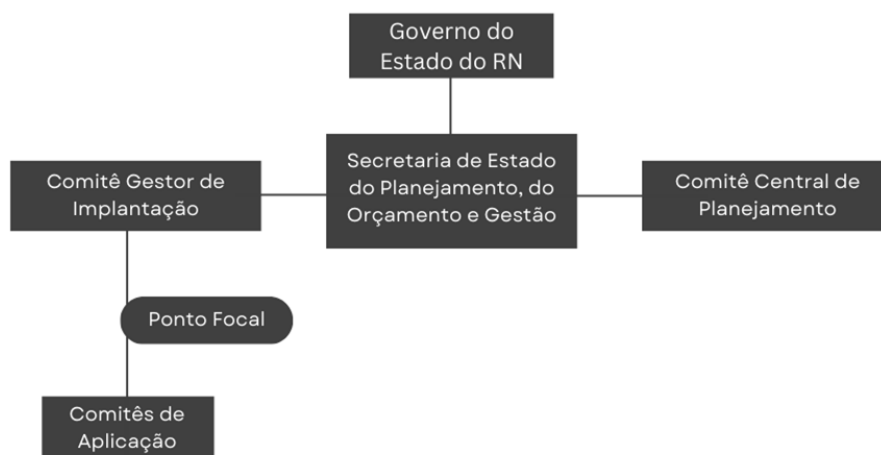 Governo do
Estado do RN
Secretaria de Estado
do Planejamento, do
Orçamento e Gestão
Comitê Gestor de
Implantação
Comitê Central de
Planejamento
Ponto Focal
Comitês de
Aplicação